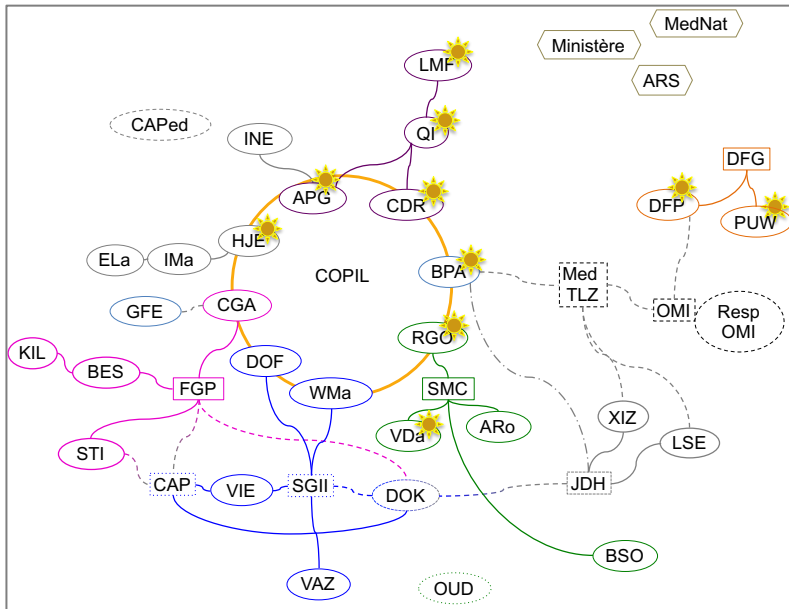 MedNat
Ministère
LMF
ARS
CAPed
INE
QI
DFG
APG
CDR
DFP
PUW
HJE
ELa
IMa
COPIL
BPA
Med
TLZ
GFE
CGA
OMI
Resp
OMI
KIL
BES
DOF
RGO
FGP
WMa
SMC
XIZ
STI
VDa
ARo
LSE
CAP
VIE
SGII
DOK
JDH
BSO
VAZ
OUD